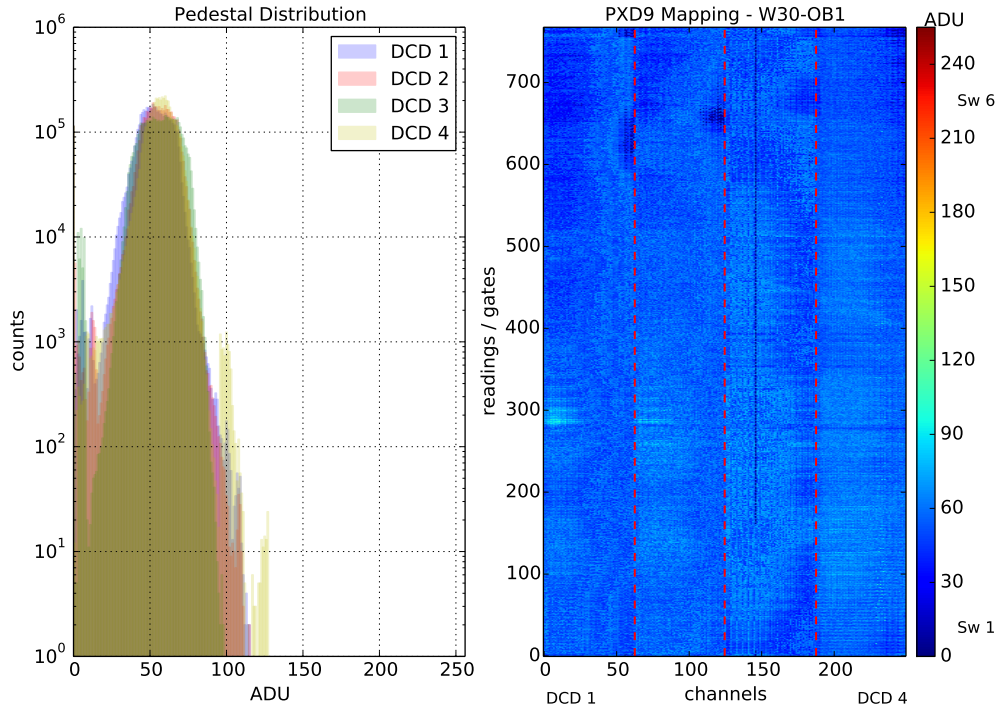 Pedestal Distribution
10^6
10^5
10^4
10^3
10^2
10^1
10^0
counts
0 50 100 150 200 250
ADU
DCD 1
DCD 2
DCD 3
DCD 4
PXD9 Mapping - W30-OB1
700
600
500
400
300
200
100
0
readings / gates
0 50 100 150 200
channels
DCD 1
DCD 4
ADU
240
Sw 6
210
180
150
120
90
60
30
Sw 1
0